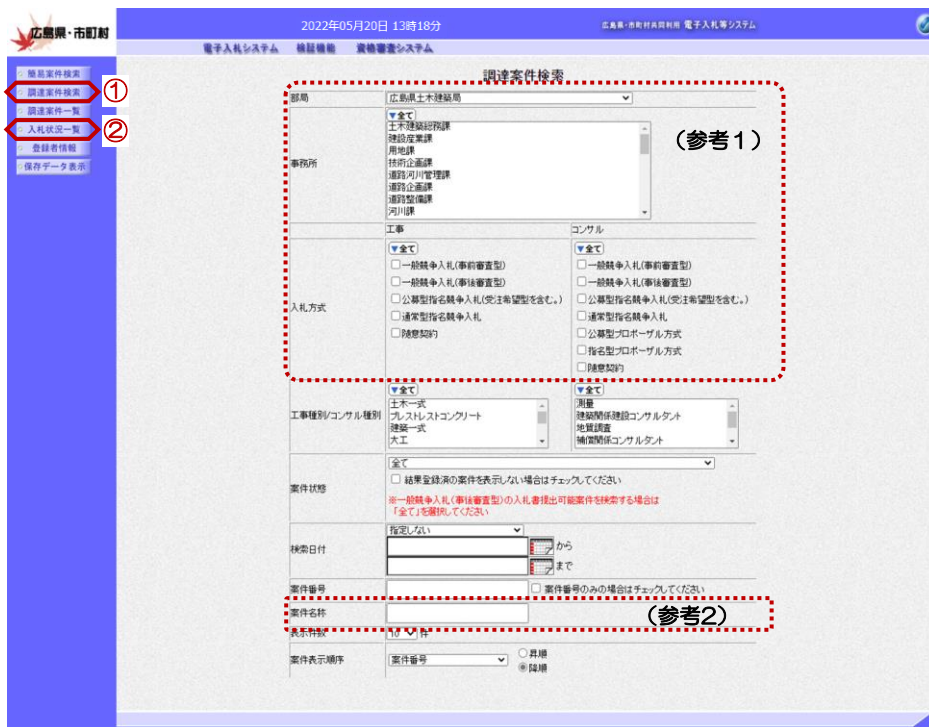 広島県・市町村
2022年05月20日 13時18分
広島県・市町村共同利用 電子入札等システム
電子入札システム 検証機能 資格審査システム
簡易案件検索
調達案件検索
①
調達案件一覧
入札状況一覧
②
登録者情報
保存データ表示
調達案件検索
部局
広島県土木建築局
事務所
▼全て
土木建築総務課
建設産業課
用地課
技術企画課
道路河川管理課
道路企画課
道路整備課
河川課
(参考1)
入札方式
工事
コンサル
▼全て
一般競争入札(事前審査型)
一般競争入札(事後審査型)
公募型指名競争入札(受注希望型を含む。)
通常型指名競争入札
随意契約
▼全て
一般競争入札(事前審査型)
一般競争入札(事後審査型)
公募型指名競争入札(受注希望型を含む。)
通常型指名競争入札
公募型プロポーザル方式
指名型プロポーザル方式
随意契約
工事種別/コンサル種別
▼全て
土木一式
プレストレストコンクリート
建築一式
大工
▼全て
測量
建築関係建設コンサルタント
地質調査
補償関係コンサルタント
案件状態
全て
結果登録済の案件を表示しない場合はチェックしてください
※一般競争入札(事後審査型)の入札書提出可能案件を検索する場合は
「全て」を選択してください
検索日付
指定しない
から
まで
案件番号
案件番号のみの場合はチェックしてください
案件名称
(参考2)
表示件数
10 件
案件表示順序
案件番号
昇順
降順